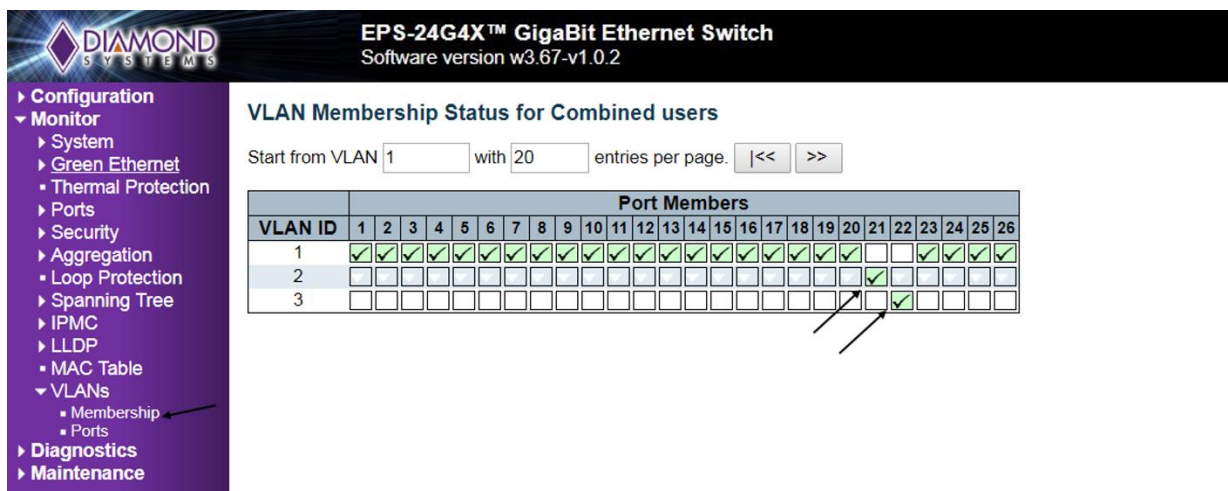 DIAMOND
SYSTEMS
EPS-24G4X™ GigaBit Ethernet Switch
Software version w3.67-v1.0.2
Configuration
Monitor
System
Green Ethernet
Thermal Protection
Ports
Security
Aggregation
Loop Protection
Spanning Tree
IPMC
LLDP
MAC Table
VLANs
Membership
Ports
Diagnostics
Maintenance
VLAN Membership Status for Combined users
Start from VLAN 1 with 20 entries per page. |<< >>
Port Members
VLAN ID 1 2 3 4 5 6 7 8 9 10 11 12 13 14 15 16 17 18 19 20 21 22 23 24 25 26
1
2
3